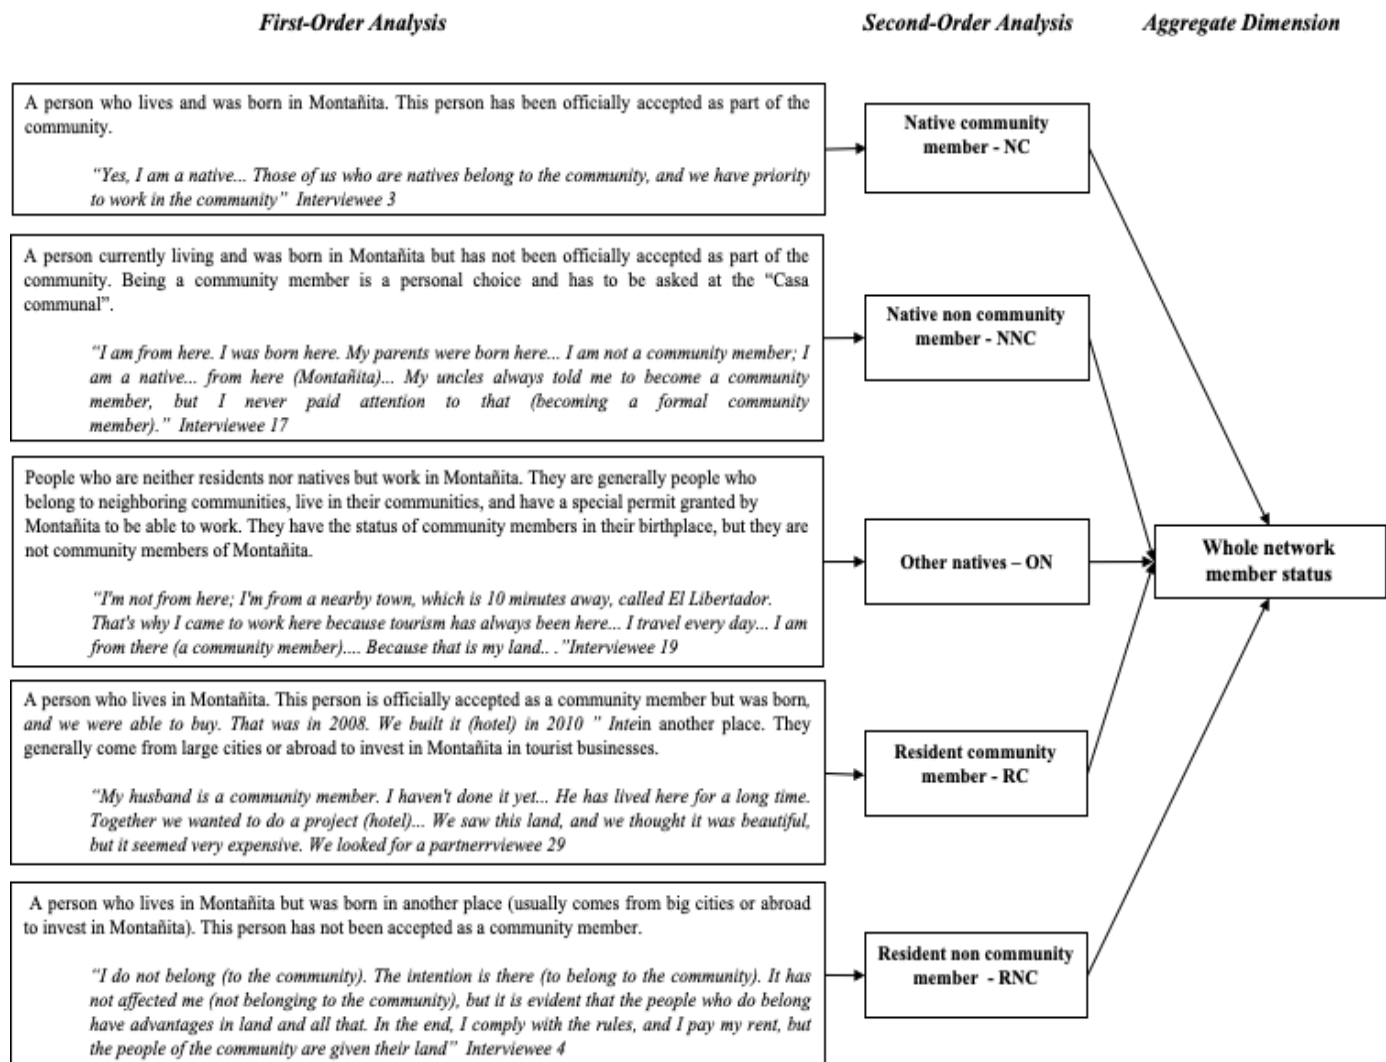 First-Order Analysis
Second-Order Analysis
Aggregate Dimension
A person who lives and was born in Montañita. This person has been officially accepted as part of the
community.
“Yes, I am a native... Those of us who are natives belong to the community, and we have priority
to work in the community” Interviewee 3
Native community
member - NC
A person currently living and was born in Montañita but has not been officially accepted as part of the
community. Being a community member is a personal choice and has to be asked at the “Casa
communal”.
“I am from here. I was born here. My parents were born here... I am not a community member; I
am a native... from here (Montañita)... My uncles always told me to become a community
member, but I never paid attention to that (becoming a formal community
member).” Interviewee 17
Native non community
member - NNC
People who are neither residents nor natives but work in Montañita. They are generally people who
belong to neighboring communities, live in their communities, and have a special permit granted by
Montañita to be able to work. They have the status of community members in their birthplace, but they are
not community members of Montañita.
“I'm not from here; I'm from a nearby town, which is 10 minutes away, called El Libertador.
That's why I came to work here because tourism has always been here... I travel every day... I am
from there (a community member).... Because that is my land.. .”Interviewee 19
Other natives – ON
Whole network
member status
A person who lives in Montañita. This person is officially accepted as a community member but was born,
and we were able to buy. That was in 2008. We built it (hotel) in 2010 ” Intein another place. They
generally come from large cities or abroad to invest in Montañita in tourist businesses.
“My husband is a community member. I haven't done it yet... He has lived here for a long time.
Together we wanted to do a project (hotel)... We saw this land, and we thought it was beautiful,
but it seemed very expensive. We looked for a partnerrviewee 29
Resident community
member - RC
A person who lives in Montañita but was born in another place (usually comes from big cities or abroad
to invest in Montañita). This person has not been accepted as a community member.
“I do not belong (to the community). The intention is there (to belong to the community). It has
not affected me (not belonging to the community), but it is evident that the people who do belong
have advantages in land and all that. In the end, I comply with the rules, and I pay my rent, but
the people of the community are given their land” Interviewee 4
Resident non community
member - RNC